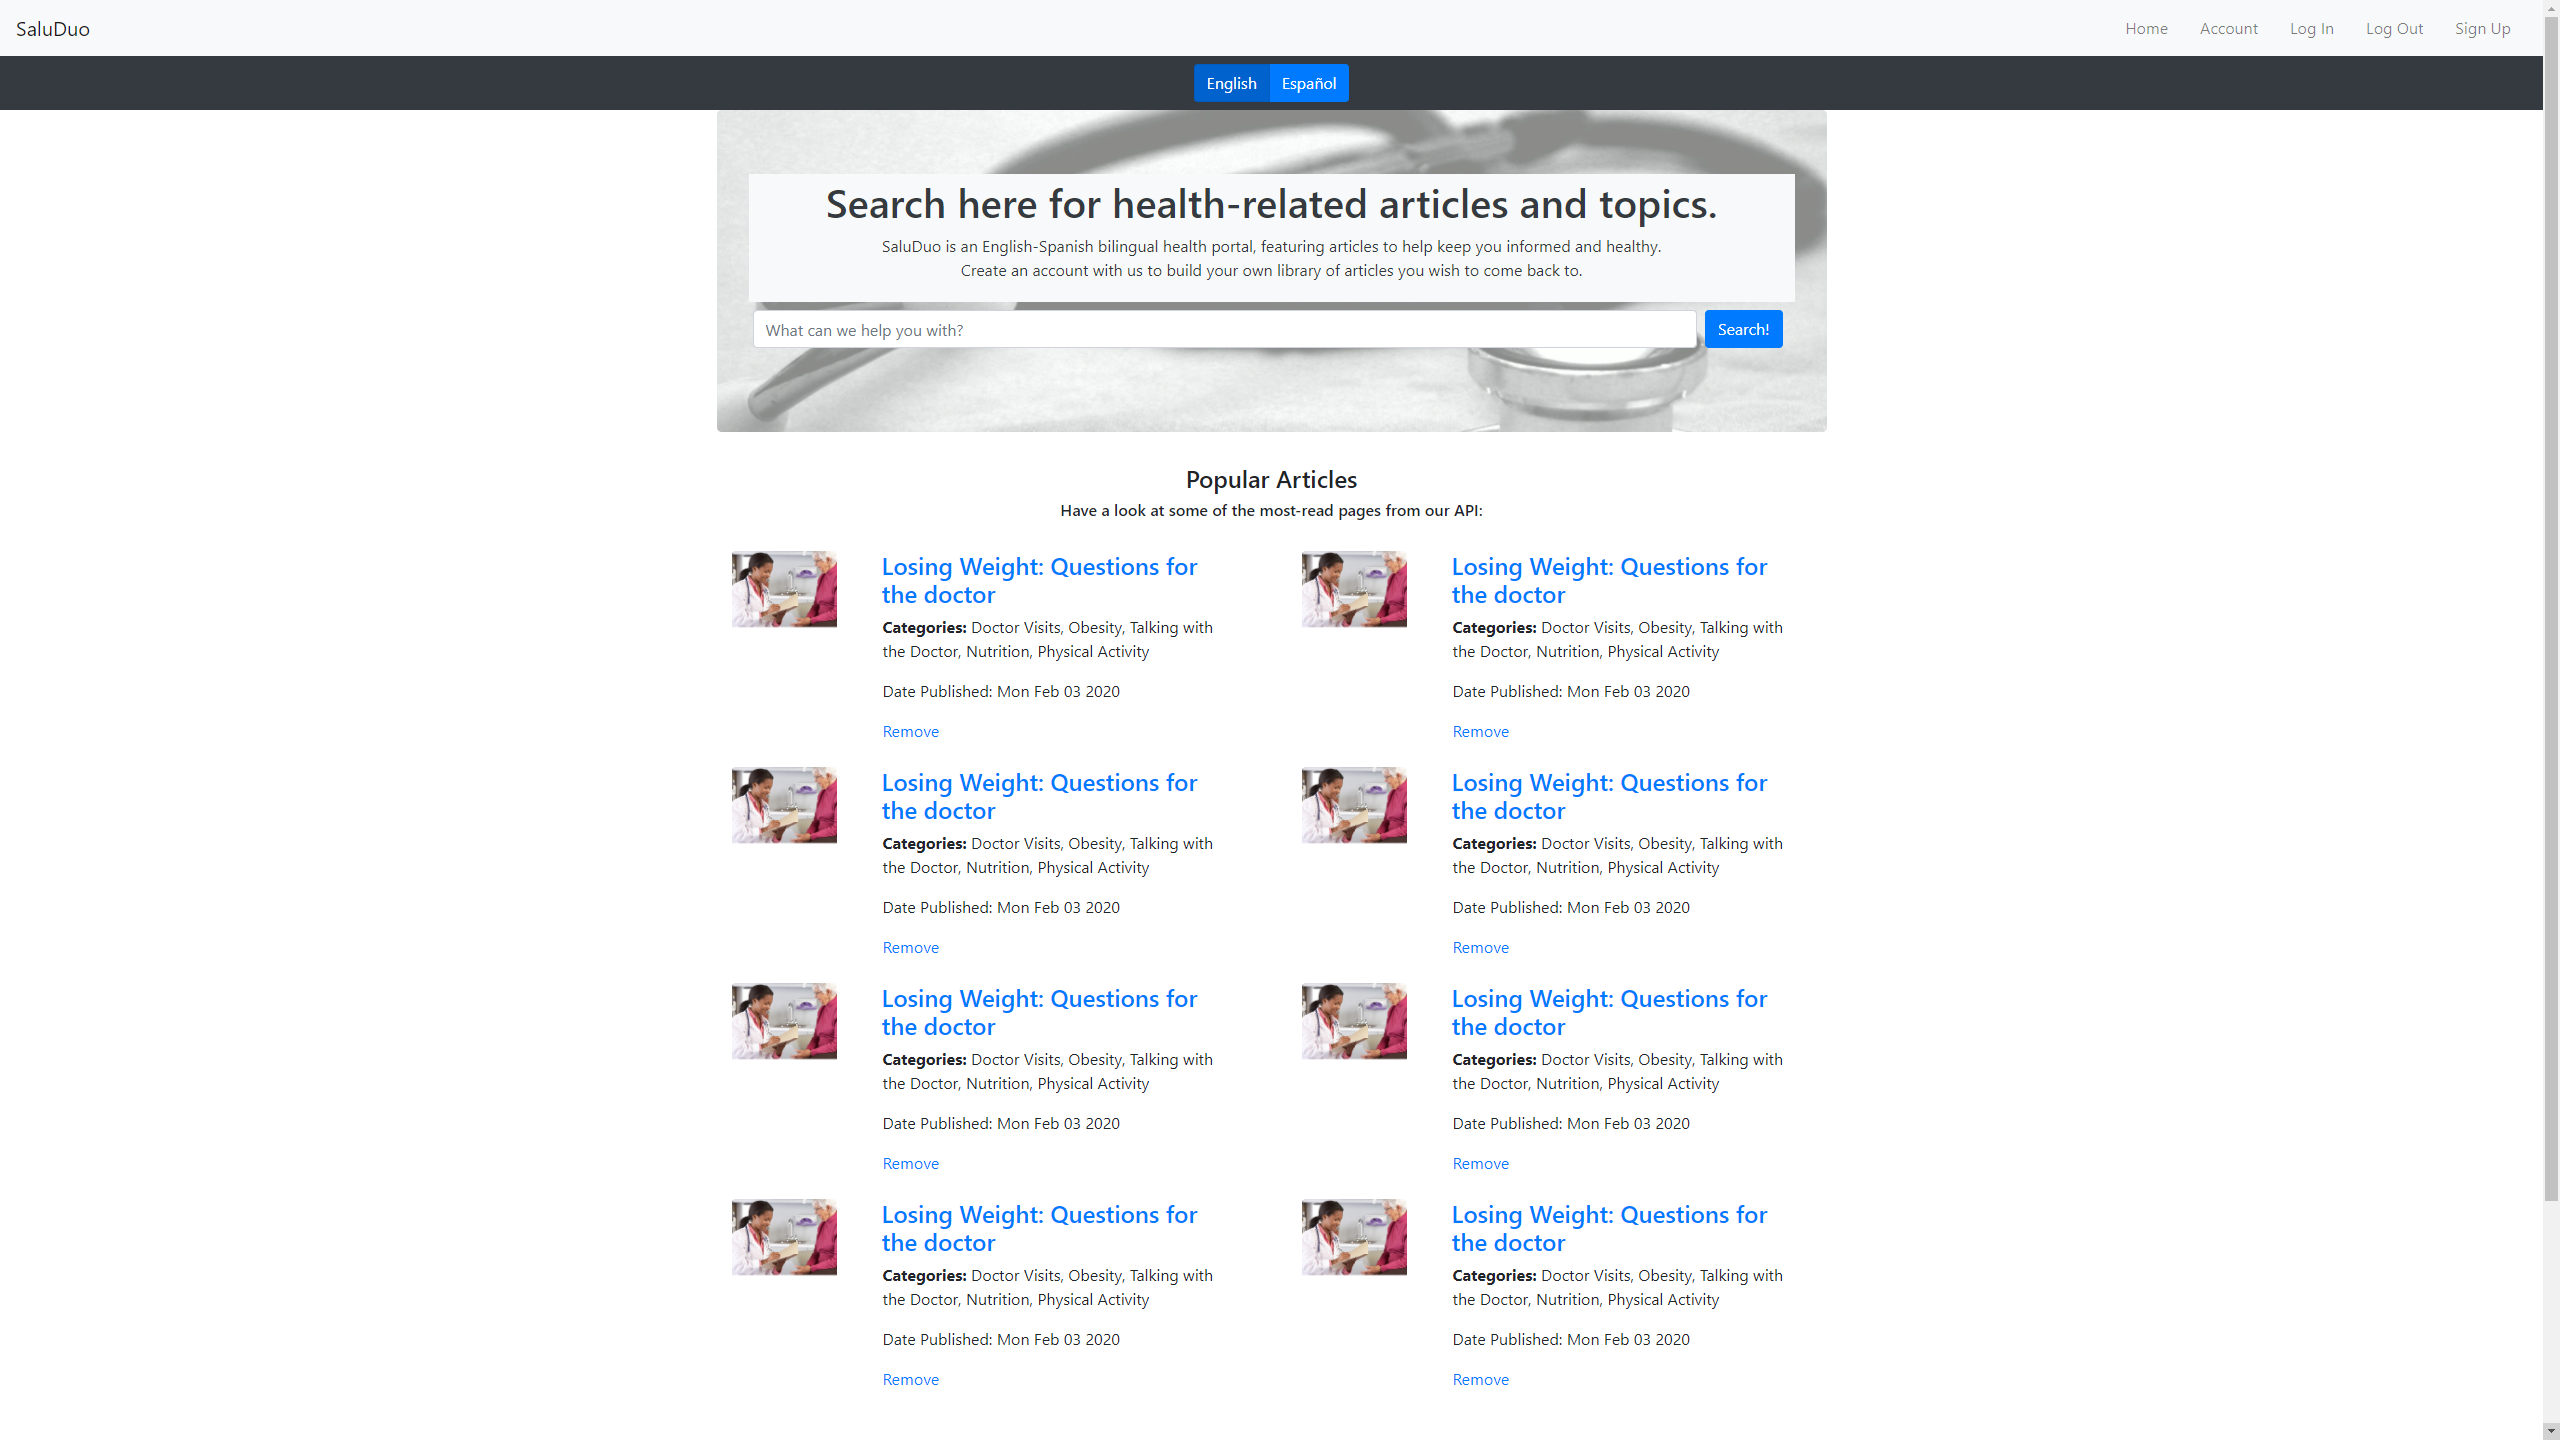 SaluDuo
Home Account Log In Log Out Sign Up
English Español
Search here for health-related articles and topics.
SaluDuo is an English-Spanish bilingual health portal, featuring articles to help keep you informed and healthy.
Create an account with us to build your own library of articles you wish to come back to.
What can we help you with? Search!
Popular Articles
Have a look at some of the most-read pages from our API:
Losing Weight: Questions for
the doctor
Categories: Doctor Visits, Obesity, Talking with
the Doctor, Nutrition, Physical Activity
Date Published: Mon Feb 03 2020
Remove
Losing Weight: Questions for
the doctor
Categories: Doctor Visits, Obesity, Talking with
the Doctor, Nutrition, Physical Activity
Date Published: Mon Feb 03 2020
Remove
Losing Weight: Questions for
the doctor
Categories: Doctor Visits, Obesity, Talking with
the Doctor, Nutrition, Physical Activity
Date Published: Mon Feb 03 2020
Remove
Losing Weight: Questions for
the doctor
Categories: Doctor Visits, Obesity, Talking with
the Doctor, Nutrition, Physical Activity
Date Published: Mon Feb 03 2020
Remove
Losing Weight: Questions for
the doctor
Categories: Doctor Visits, Obesity, Talking with
the Doctor, Nutrition, Physical Activity
Date Published: Mon Feb 03 2020
Remove
Losing Weight: Questions for
the doctor
Categories: Doctor Visits, Obesity, Talking with
the Doctor, Nutrition, Physical Activity
Date Published: Mon Feb 03 2020
Remove
Losing Weight: Questions for
the doctor
Categories: Doctor Visits, Obesity, Talking with
the Doctor, Nutrition, Physical Activity
Date Published: Mon Feb 03 2020
Remove
Losing Weight: Questions for
the doctor
Categories: Doctor Visits, Obesity, Talking with
the Doctor, Nutrition, Physical Activity
Date Published: Mon Feb 03 2020
Remove